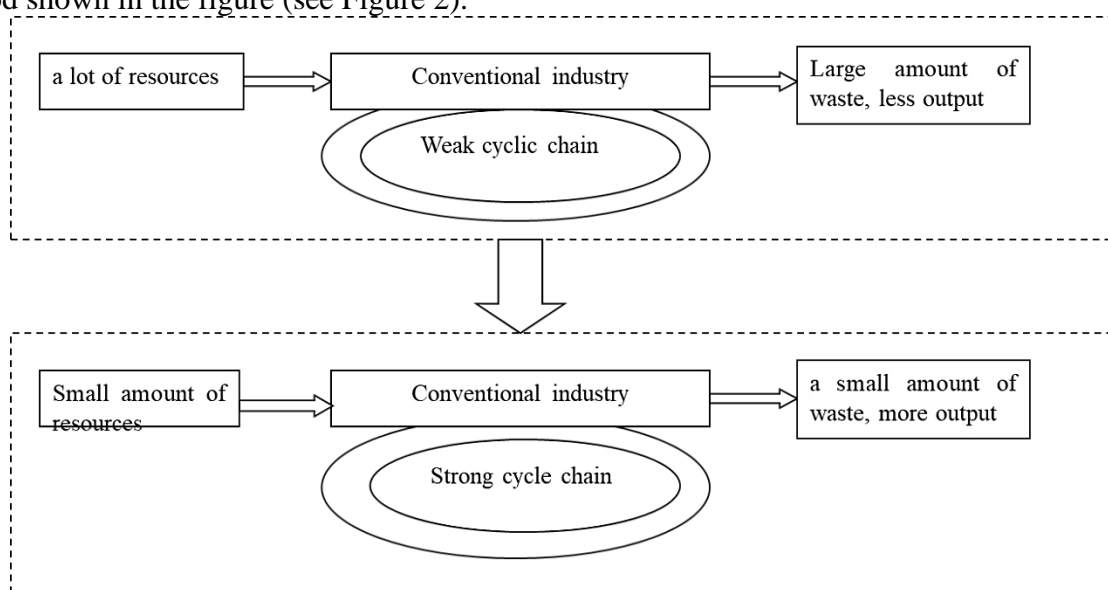 shown in the figure (see Figure 2).
a lot of resources
Conventional industry
Large amount of
waste, less output
Weak cyclic chain
Small amount of
resources
Conventional industry
a small amount of
waste, more output
Strong cycle chain